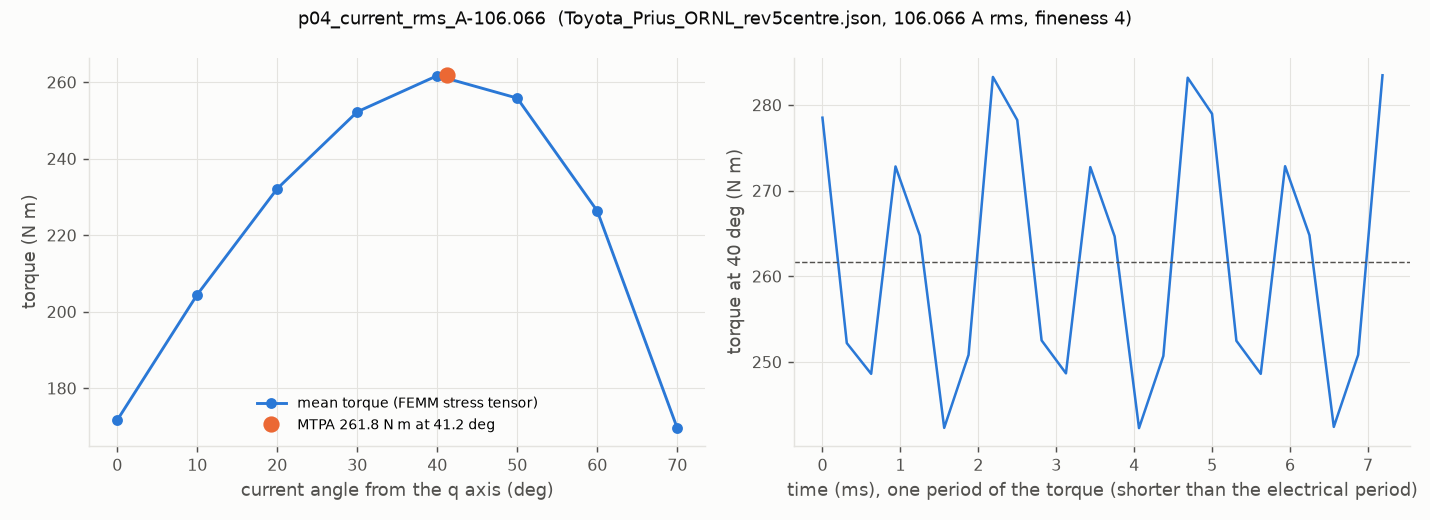 p04_current_rms_A-106.066  (Toyota_Prius_ORNL_rev5centre.json, 106.066 A rms, fineness 4)
torque (N m)
260
240
220
200
180
0 10 20 30 40 50 60 70
current angle from the q axis (deg)
mean torque (FEMM stress tensor)
MTPA 261.8 N m at 41.2 deg
torque at 40 deg (N m)
280
270
260
250
0 1 2 3 4 5 6 7
time (ms), one period of the torque (shorter than the electrical period)